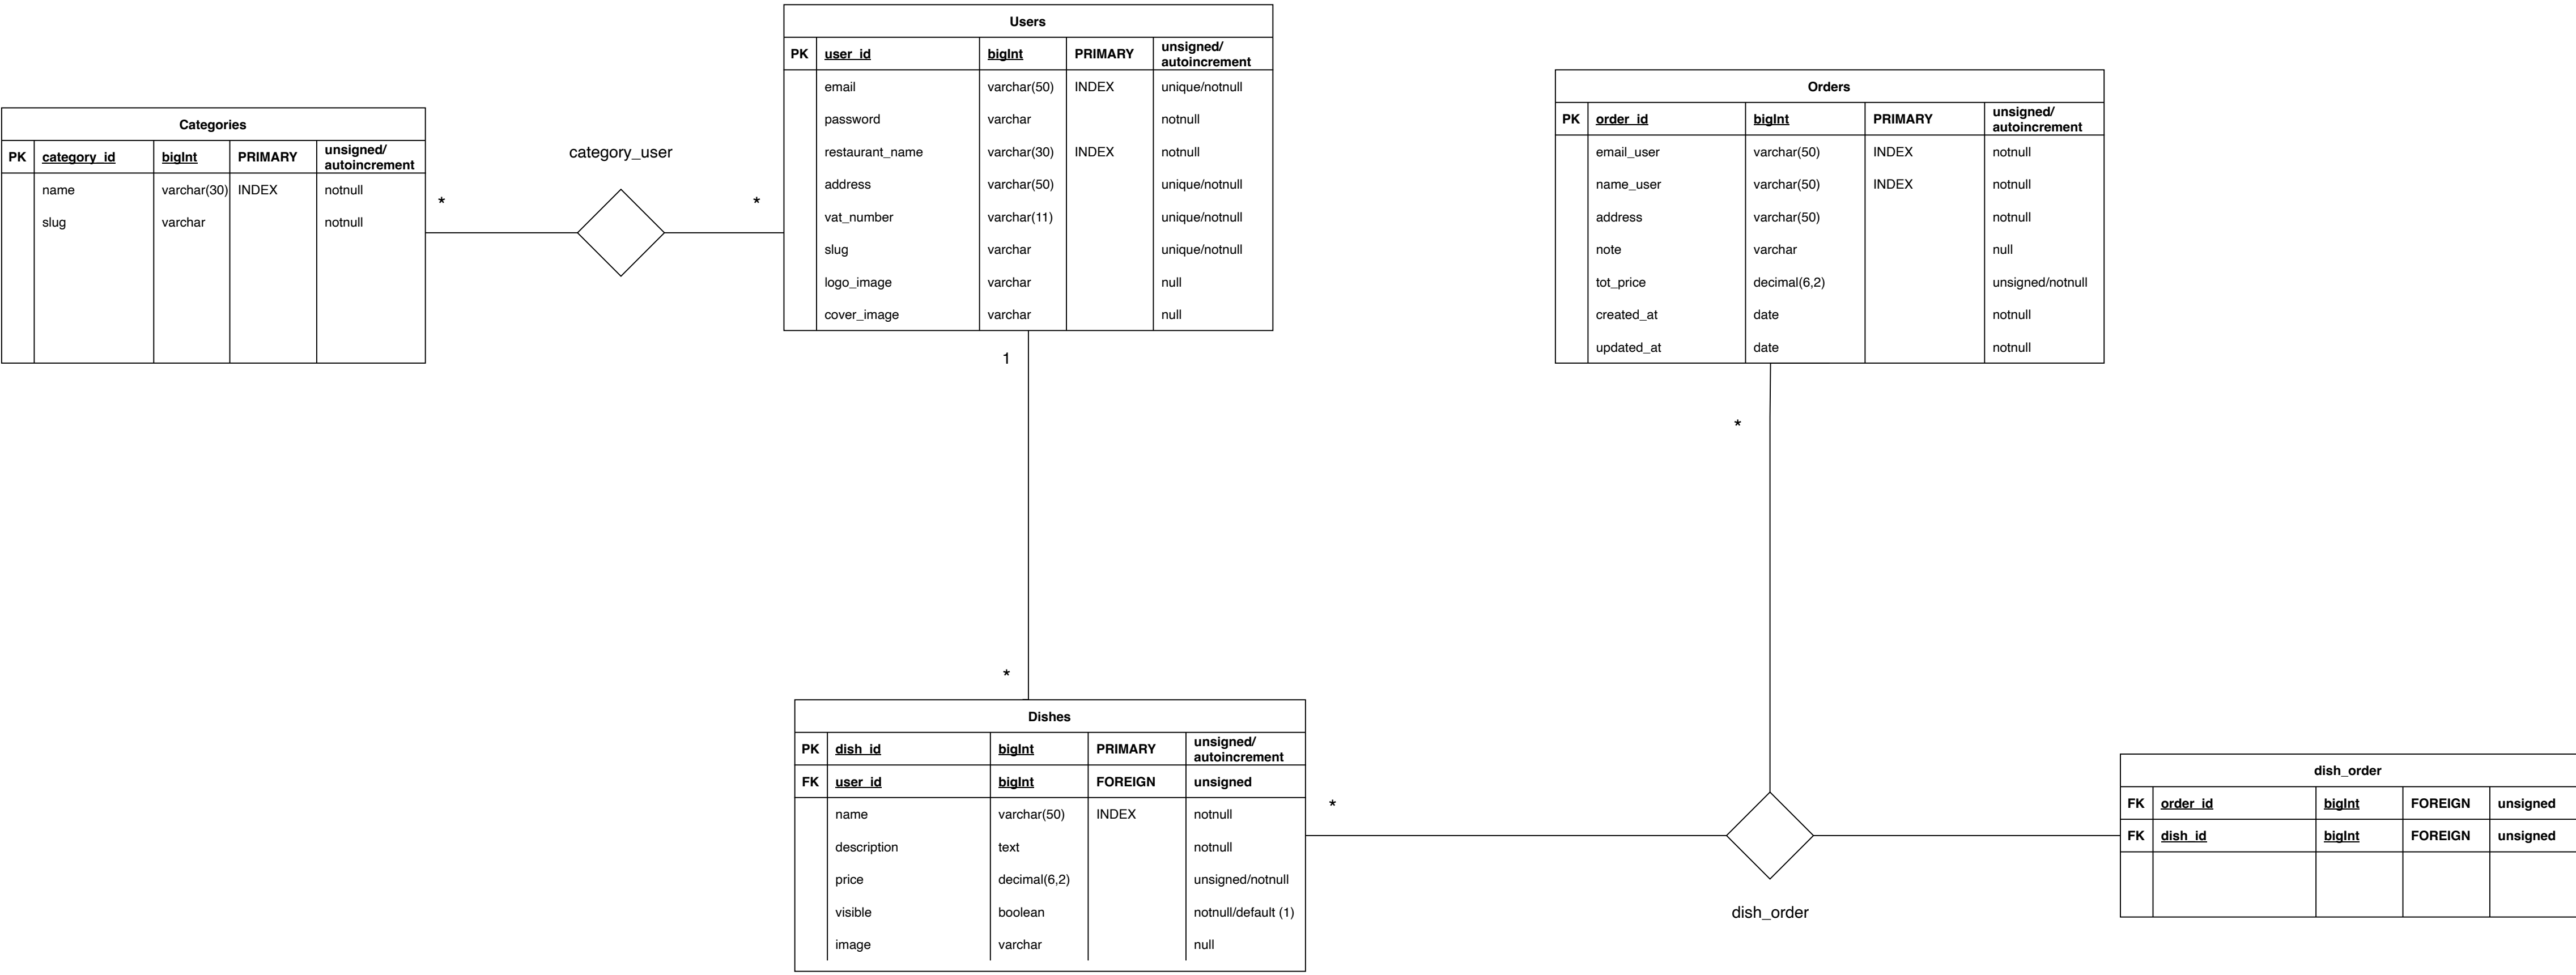 Users
PK user_id bigInt PRIMARY unsigned/
autoincrement
email varchar(50) INDEX unique/notnull
password varchar notnull
restaurant_name varchar(30) INDEX notnull
address varchar(50) unique/notnull
vat_number varchar(11) unique/notnull
slug varchar unique/notnull
logo_image varchar null
cover_image varchar null
Categories
PK category_id bigInt PRIMARY unsigned/
autoincrement
name varchar(30) INDEX notnull
slug varchar notnull
category_user
*
*
Orders
PK order_id bigInt PRIMARY unsigned/
autoincrement
email_user varchar(50) INDEX notnull
name_user varchar(50) INDEX notnull
address varchar(50) notnull
note varchar null
tot_price decimal(6,2) unsigned/notnull
created_at date notnull
updated_at date notnull
1
*
*
Dishes
PK dish_id bigInt PRIMARY unsigned/
autoincrement
FK user_id bigInt FOREIGN unsigned
name varchar(50) INDEX notnull
description text notnull
price decimal(6,2) unsigned/notnull
visible boolean notnull/default (1)
image varchar null
*
dish_order
dish_order
FK order_id bigInt FOREIGN unsigned
FK dish_id bigInt FOREIGN unsigned